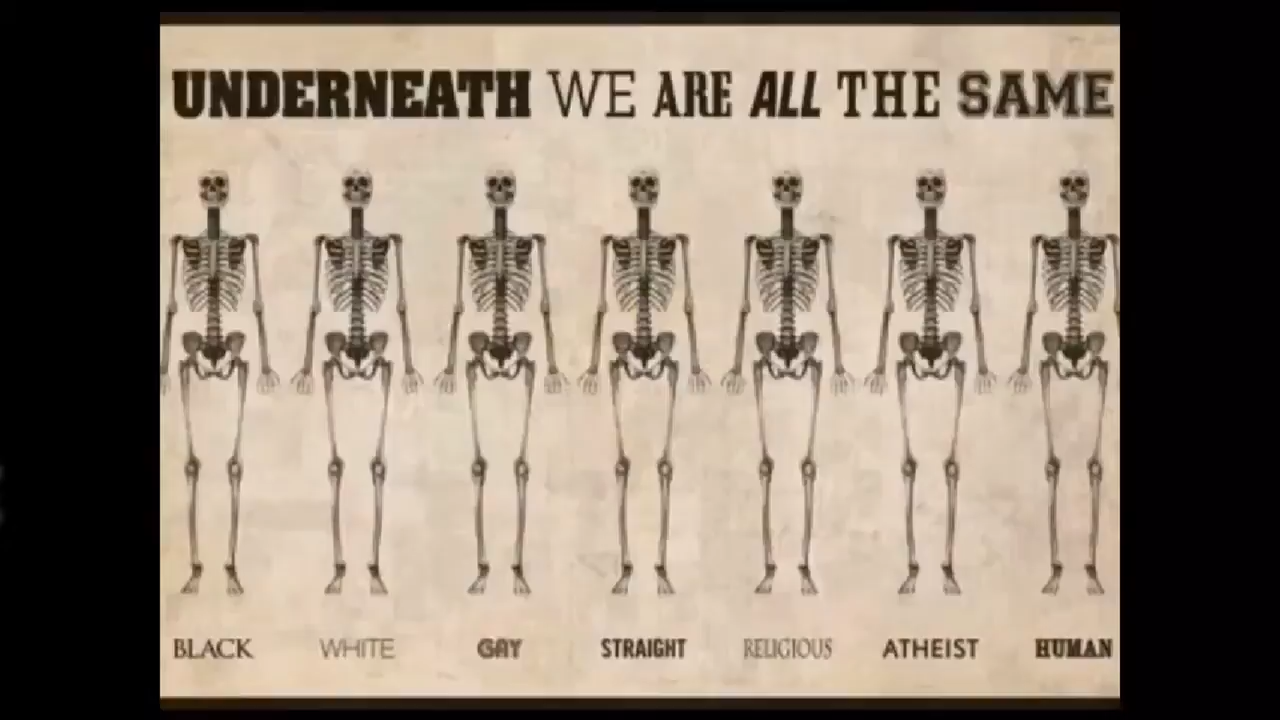 UNDERNEATH WE ARE ALL THE SAME
BLACK WHITE GAY STRAIGHT RELIGIOUS ATHEIST HUMAN